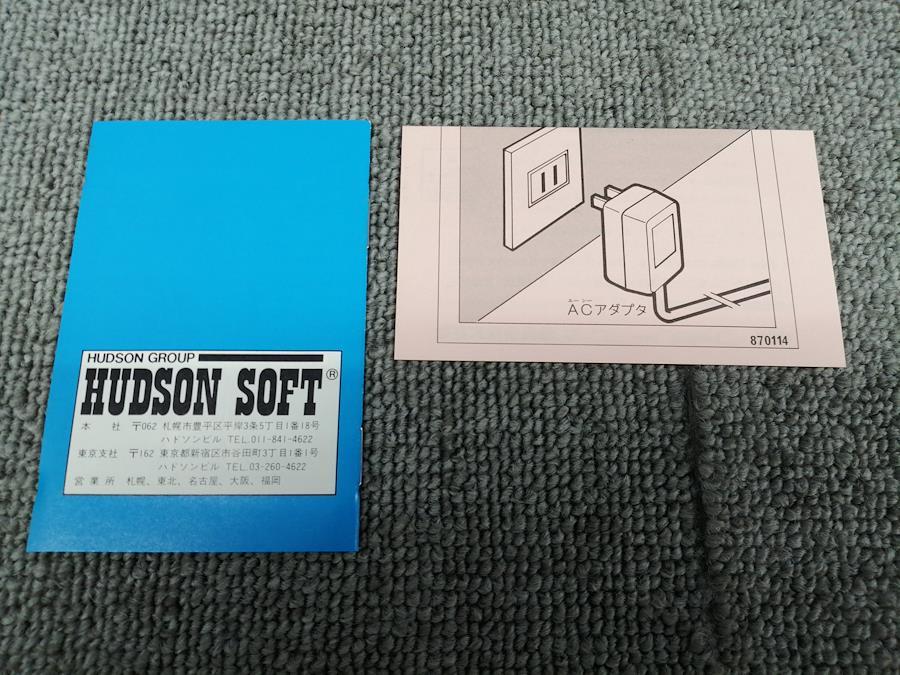 HUDSON GROUP
HUDSON SOFT®
本 社 〒062 札幌市豊平区平岸3条5丁目1番18号
ハドソンビル TEL.011-841-4622
東京支社 〒162 東京都新宿区市谷田町3丁目1番1号
ハドソンビル TEL.03-260-4622
営業所 札幌、東北、名古屋、大阪、福岡
エー シー
ACアダプタ
870114